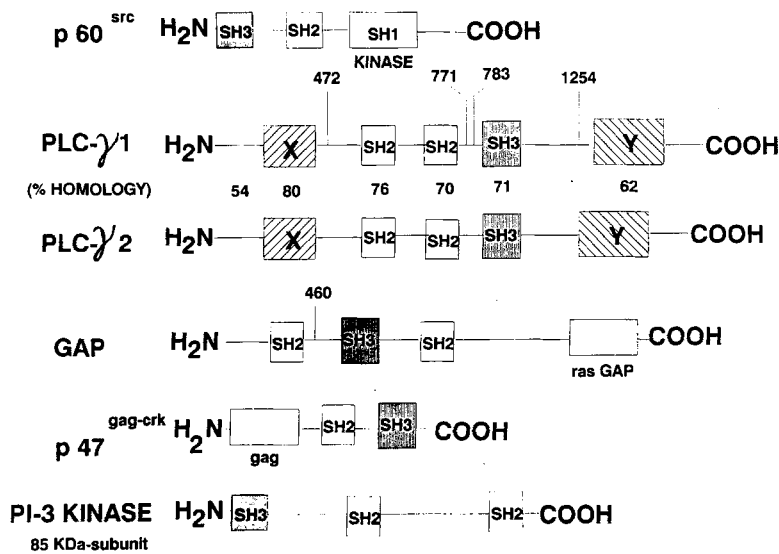 p 60 src H2N SH3 SH2 SH1 COOH
KINASE
472 771 783 1254
PLC-γ1 H2N X SH2 SH2 SH3 Y COOH
(% HOMOLOGY) 54 80 76 70 71 62
PLC-γ2 H2N X SH2 SH2 SH3 Y COOH
460
GAP H2N SH2 SH3 SH2 COOH
ras GAP
p 47 gag-crk H2N SH2 SH3 COOH
gag
PI-3 KINASE H2N SH3 SH2 SH2 COOH
85 KDa-subunit